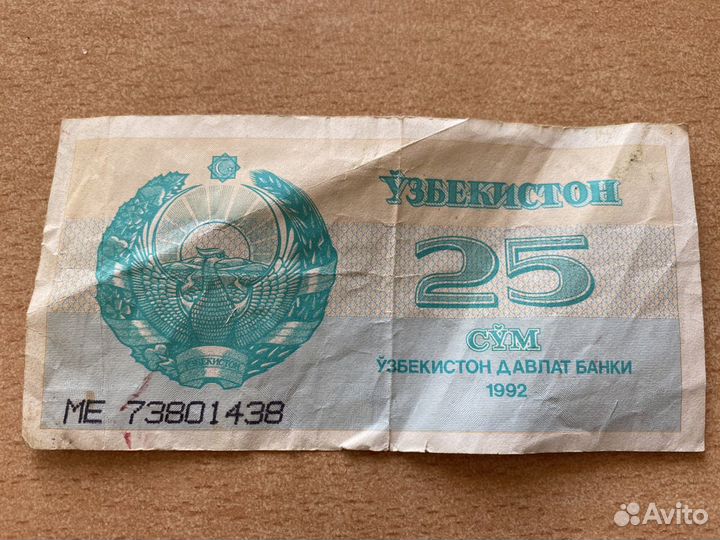 ЎЗБЕКИСТОН
25
СЎМ
ЎЗБЕКИСТОН ДАВЛАТ БАНКИ
1992
ЎЗБЕКИСТОН
МЕ 73801438
Avito